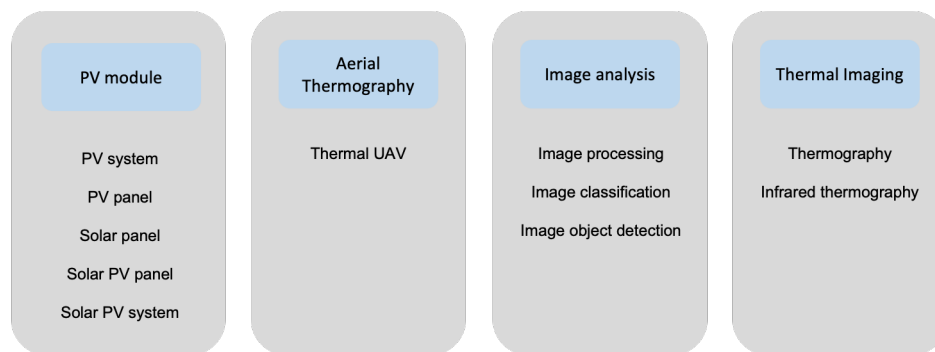 PV module
PV system
PV panel
Solar panel
Solar PV panel
Solar PV system
Aerial
Thermography
Thermal UAV
Image analysis
Image processing
Image classification
Image object detection
Thermal Imaging
Thermography
Infrared thermography